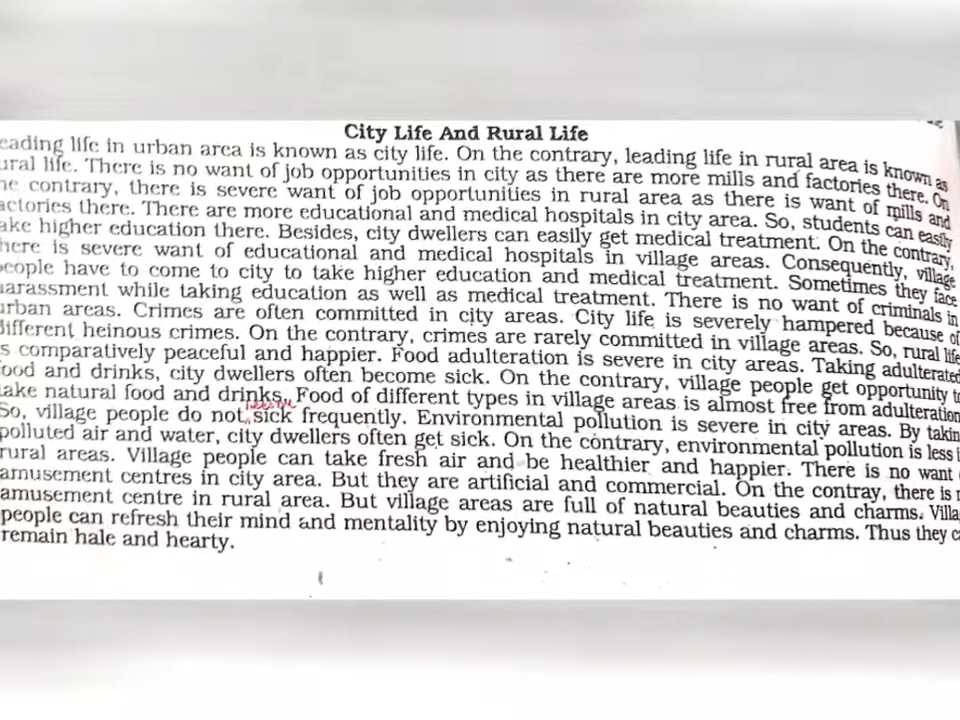 City Life And Rural Life
eading life in urban area is known as city life. On the contrary, leading life in rural area is known as
ural life. There is no want of job opportunities in city as there are more mills and factories there. On
he contrary, there is severe want of job opportunities in rural area as there is want of mills and
actories there. There are more educational and medical hospitals in city area. So, students can easily
ake higher education there. Besides, city dwellers can easily get medical treatment. On the contrary,
here is severe want of educational and medical hospitals in village areas. Consequently, village
eople have to come to city to take higher education and medical treatment. Sometimes they face
arassment while taking education as well as medical treatment. There is no want of criminals in
urban areas. Crimes are often committed in city areas. City life is severely hampered because of
different heinous crimes. On the contrary, crimes are rarely committed in village areas. So, rural life
s comparatively peaceful and happier. Food adulteration is severe in city areas. Taking adulterated
ood and drinks, city dwellers often become sick. On the contrary, village people get opportunity to
take natural food and drinks. Food of different types in village areas is almost free from adulteration
become
So, village people do not sick frequently. Environmental pollution is severe in city areas. By takin
polluted air and water, city dwellers often get sick. On the contrary, environmental pollution is less i
rural areas. Village people can take fresh air and be healthier and happier. There is no want
amusement centres in city area. But they are artificial and commercial. On the contray, there is n
amusement centre in rural area. But village areas are full of natural beauties and charms. Villa
people can refresh their mind and mentality by enjoying natural beauties and charms. Thus they ca
remain hale and hearty.